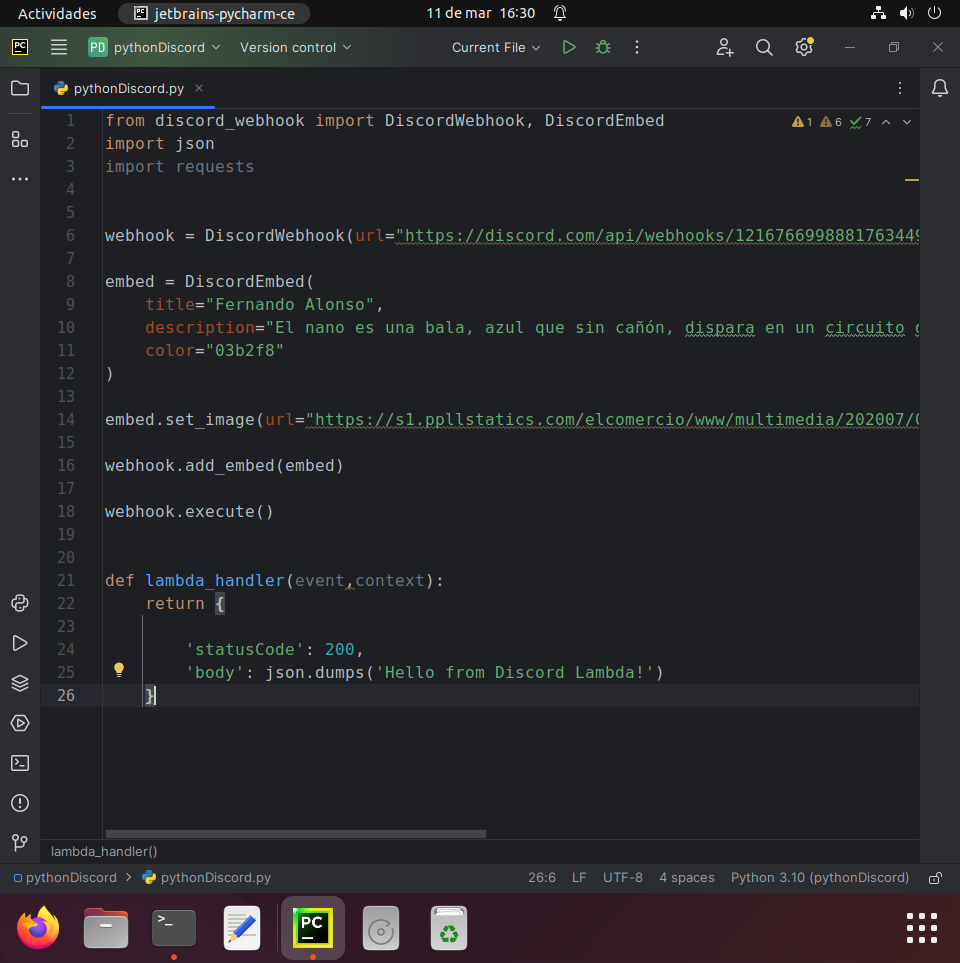 Actividades
PC jetbrains-pycharm-ce
11 de mar 16:30
PC
PD pythonDiscord
Version control
Current File
pythonDiscord.py
1 from discord_webhook import DiscordWebhook, DiscordEmbed
1 6 7
2 import json
3 import requests
4
5
6 webhook = DiscordWebhook(url="https://discord.com/api/webhooks/1216766998881763449
7
8 embed = DiscordEmbed(
9 title="Fernando Alonso",
10 description="El nano es una bala, azul que sin cañón, dispara en un circuito
11 color="03b2f8"
12 )
13
14 embed.set_image(url="https://s1.ppllstatics.com/elcomercio/www/multimedia/202007/
15
16 webhook.add_embed(embed)
17
18 webhook.execute()
19
20
21 def lambda_handler(event,context):
22 return {
23
24 'statusCode': 200,
25 'body': json.dumps('Hello from Discord Lambda!')
26 }
lambda_handler()
pythonDiscord > pythonDiscord.py
26:6 LF UTF-8 4 spaces Python 3.10 (pythonDiscord)
>_
PC